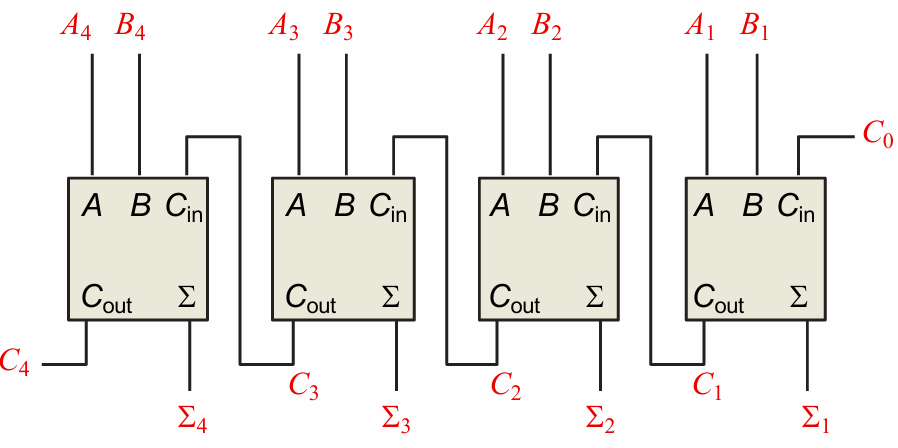 A₄ B₄ A₃ B₃ A₂ B₂ A₁ B₁
C₀
A B Cin A B Cin A B Cin A B Cin
Cout Σ Cout Σ Cout Σ Cout Σ
C₄
C₃ C₂ C₁
Σ₄ Σ₃ Σ₂ Σ₁